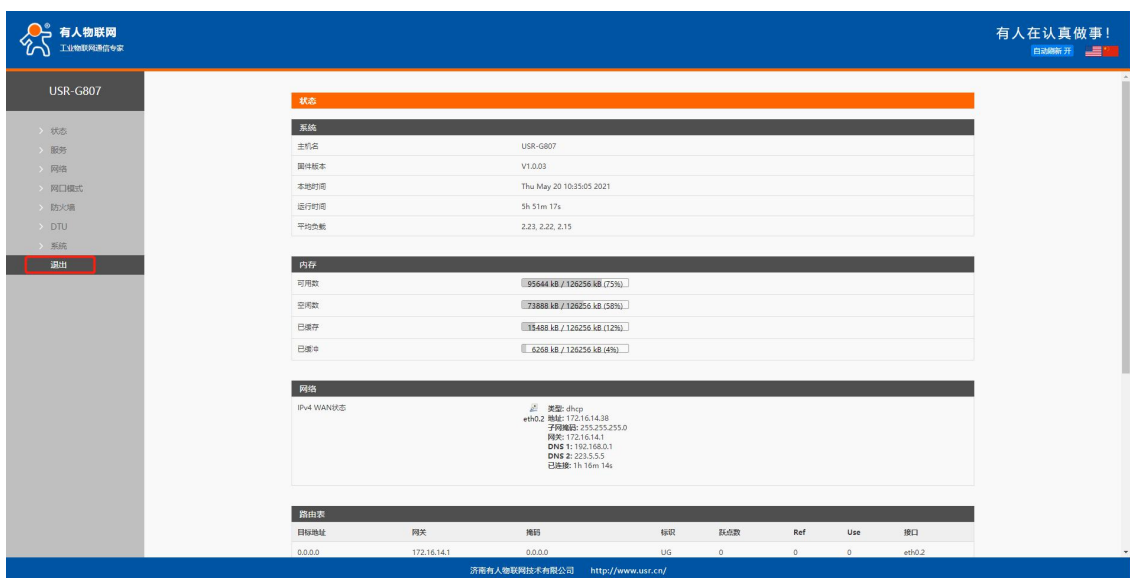 有人物联网
工业物联网通信专家
有人在认真做事！
自动刷新 开
USR-G807
状态
服务
网络
网口模式
防火墙
DTU
系统
退出
状态
系统
主机名 USR-G807
固件版本 V1.0.03
本地时间 Thu May 20 10:35:05 2021
运行时间 5h 51m 17s
平均负载 2.23, 2.22, 2.15
内存
可用数 95644 kB / 126256 kB (75%)
空闲数 73888 kB / 126256 kB (58%)
已缓存 15488 kB / 126256 kB (12%)
已缓冲 6268 kB / 126256 kB (4%)
网络
IPv4 WAN状态
eth0.2
类型: dhcp
地址: 172.16.14.38
子网掩码: 255.255.255.0
网关: 172.16.14.1
DNS 1: 192.168.0.1
DNS 2: 223.5.5.5
已连接: 1h 16m 14s
路由表
目标地址 网关 掩码 标识 跃点数 Ref Use 接口
0.0.0.0 172.16.14.1 0.0.0.0 UG 0 0 0 eth0.2
济南有人物联网技术有限公司 http://www.usr.cn/